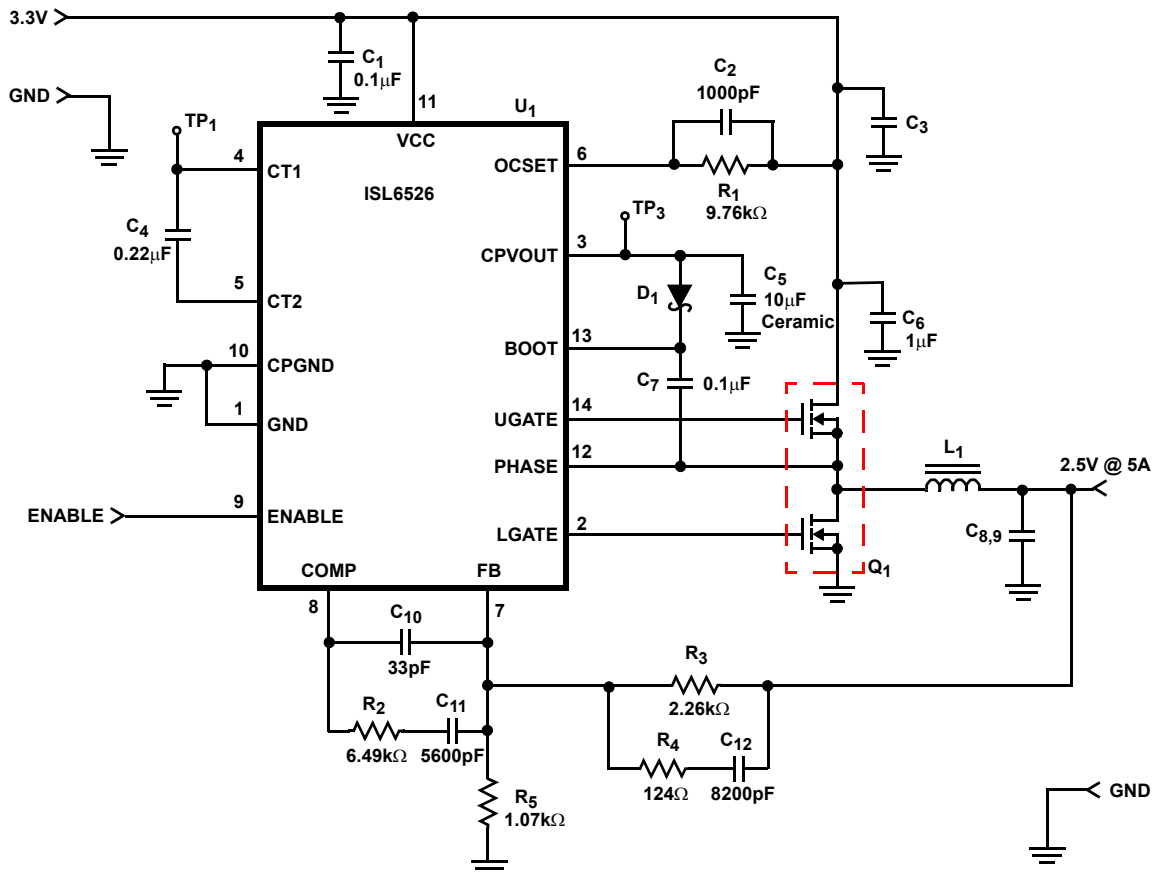 3.3V
C1
0.1μF
C2
1000pF
GND
11
U1
TP1
VCC
C3
4
CT1
OCSET
6
ISL6526
R1
9.76kΩ
TP3
C4
0.22μF
CPVOUT
3
C5
10μF
Ceramic
D1
5
CT2
C6
1μF
BOOT
13
10
CPGND
C7
0.1μF
1
GND
UGATE
14
PHASE
12
L1
2.5V @ 5A
ENABLE
9
ENABLE
LGATE
2
C8,9
COMP
FB
Q1
8
7
C10
33pF
R3
2.26kΩ
R2
6.49kΩ
C11
5600pF
R4
124Ω
C12
8200pF
R5
1.07kΩ
GND